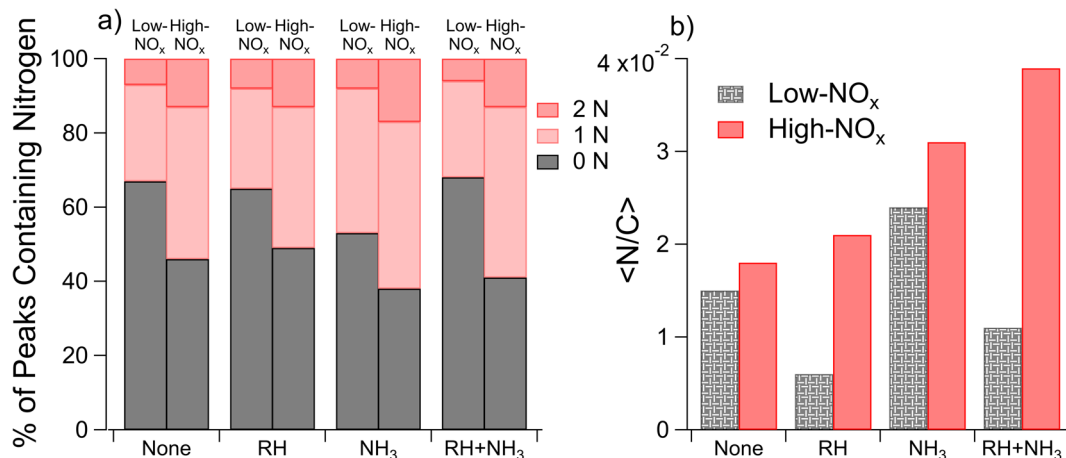 a)
Low- High- Low- High- Low- High- Low- High-
NOx NOx NOx NOx NOx NOx NOx NOx
% of Peaks Containing Nitrogen
100
80
60
40
20
0
None RH NH3 RH+NH3
2 N
1 N
0 N
b)
4 x10-2
3
2
1
0
<N/C>
Low-NOx
High-NOx
None RH NH3 RH+NH3